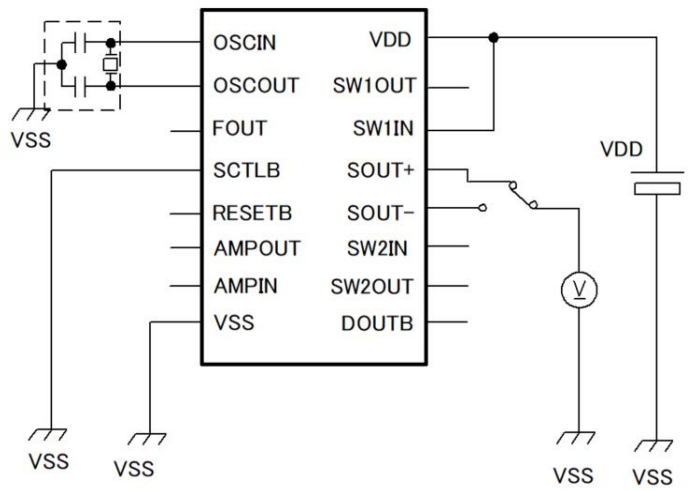 OSCIN
OSCOUT
FOUT
SCTLB
RESETB
AMPOUT
AMPIN
VSS
VDD
SW1OUT
SW1IN
SOUT+
SOUT-
SW2IN
SW2OUT
DOUTB
VSS
VDD
V
VSS
VSS
VSS
VSS